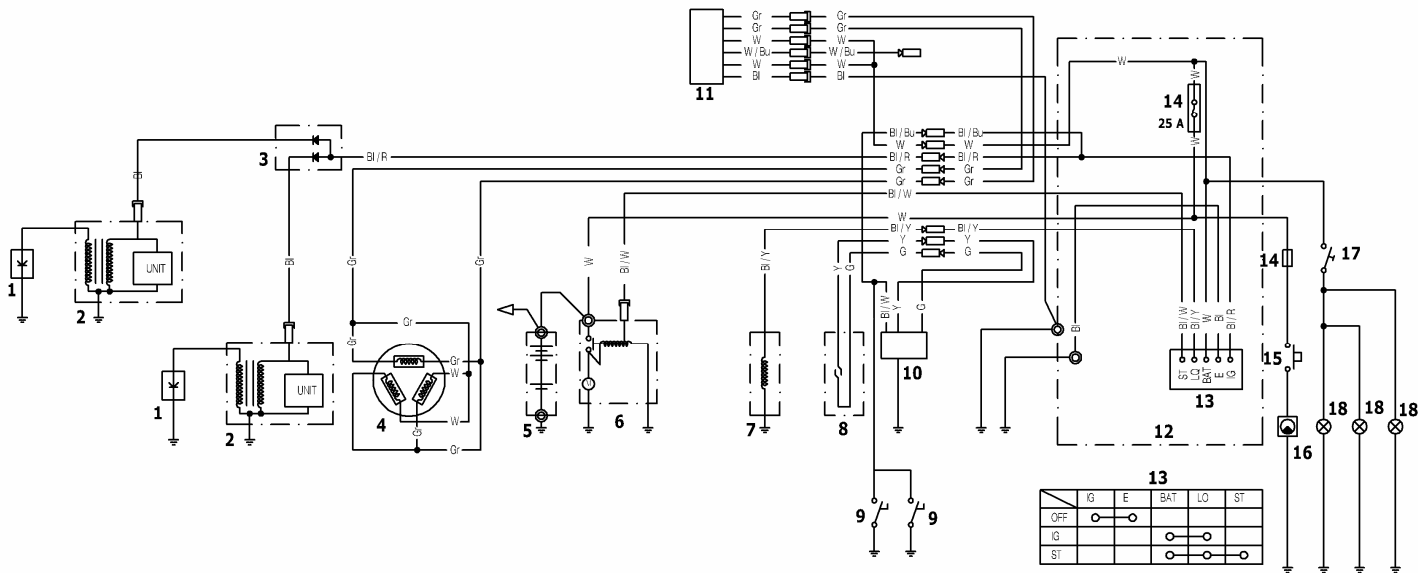 Gr Gr
Gr Gr
W W
W / Bu W / Bu
W W
Bl Bl
11
W
W
14
25 A
W
3
Bl / Bu Bl / Bu
W W
Bl / R Bl / R Bl / R
Gr Gr
Gr Gr
Bl / W
W
Bl / Y Bl / Y
Y Y
G G
Bl
Bl
Gr
Gr
W
Bl / W
Bl / Y
Y
G
14
17
UNIT
1
2
Gr
Gr
Gr
W
W
Gr
Gr
4
UNIT
1
2
5
M
6
7
8
Bl / W
Y
G
10
Bl
Bl / W
Bl / Y
W
Bl
Bl / R
ST
LQ
BAT
E
IG
13
12
15
16
18
18
18
9
9
13
IG E BAT LO ST
OFF
IG
ST